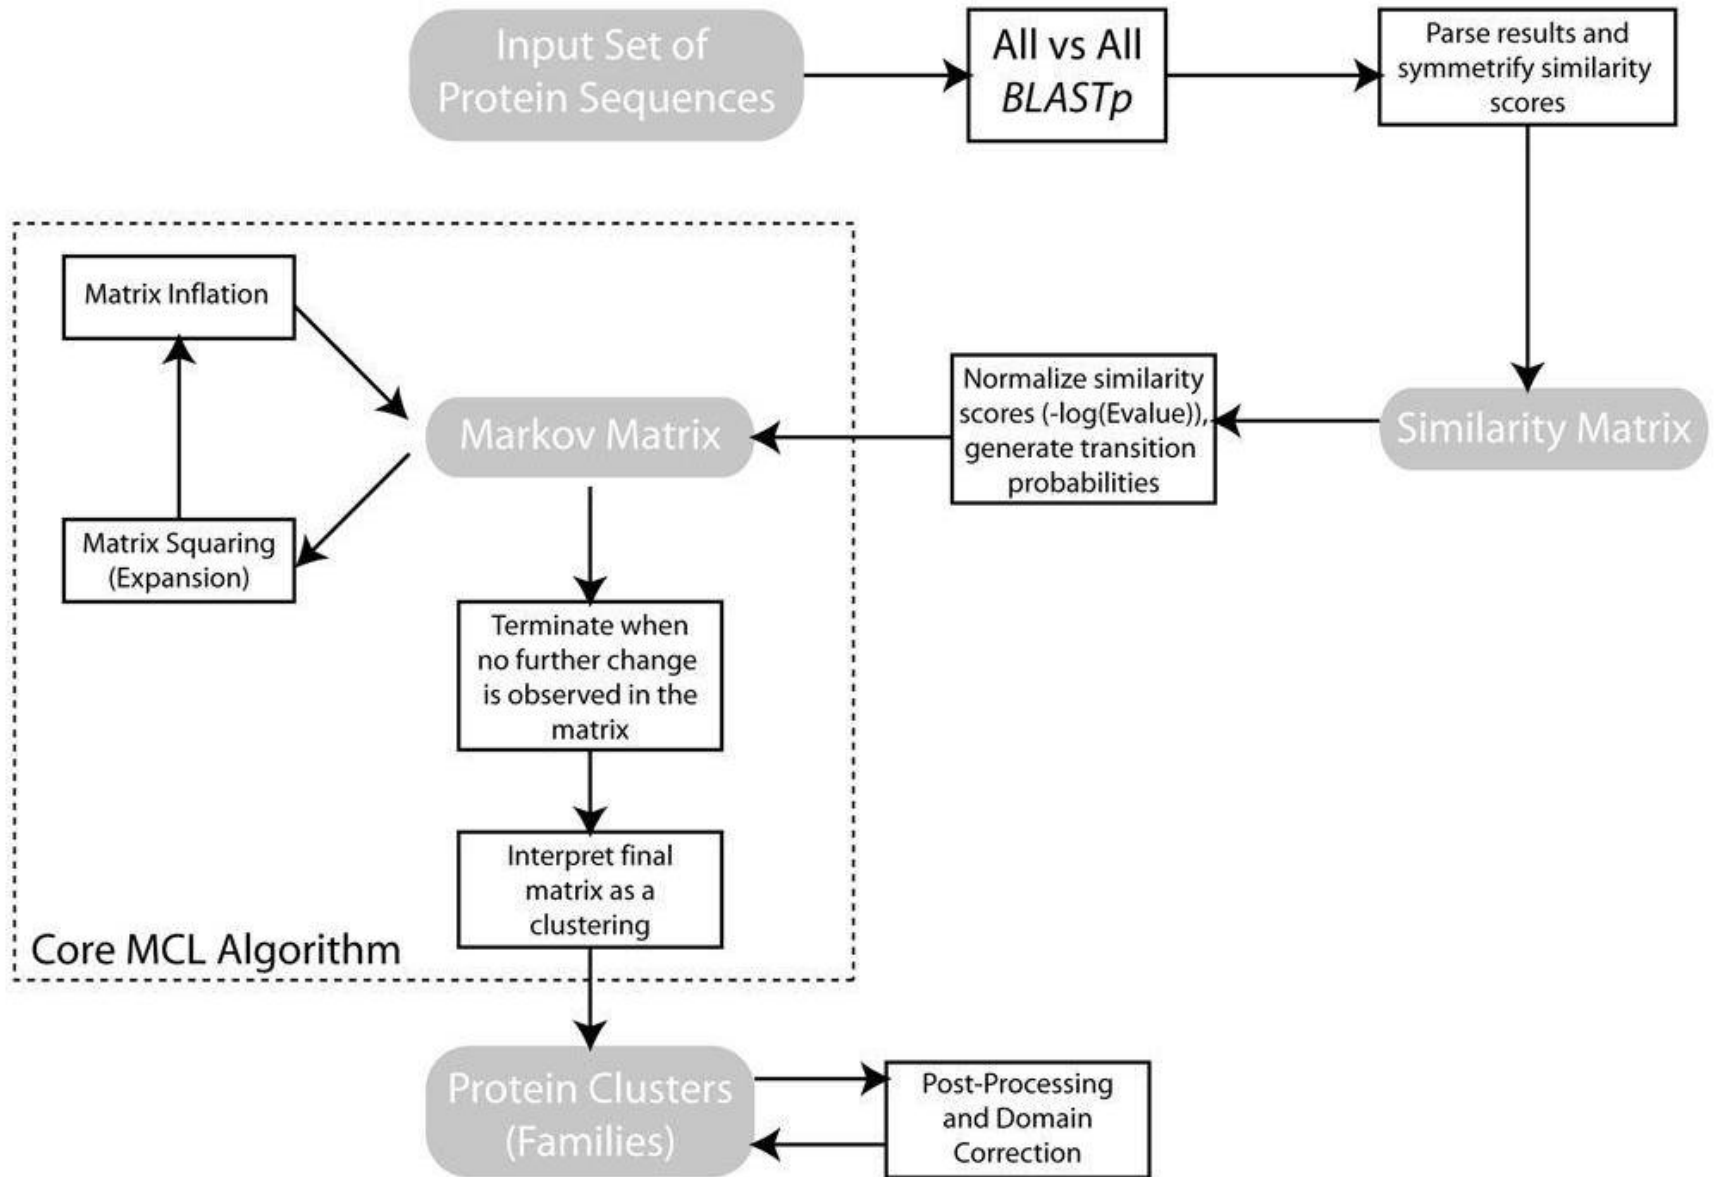 Input Set of
Protein Sequences
All vs All
BLASTp
Parse results and
symmetrify similarity
scores
Matrix Inflation
Markov Matrix
Normalize similarity
scores (-log(Evalue)),
generate transition
probabilities
Similarity Matrix
Matrix Squaring
(Expansion)
Terminate when
no further change
is observed in the
matrix
Interpret final
matrix as a
clustering
Core MCL Algorithm
Protein Clusters
(Families)
Post-Processing
and Domain
Correction